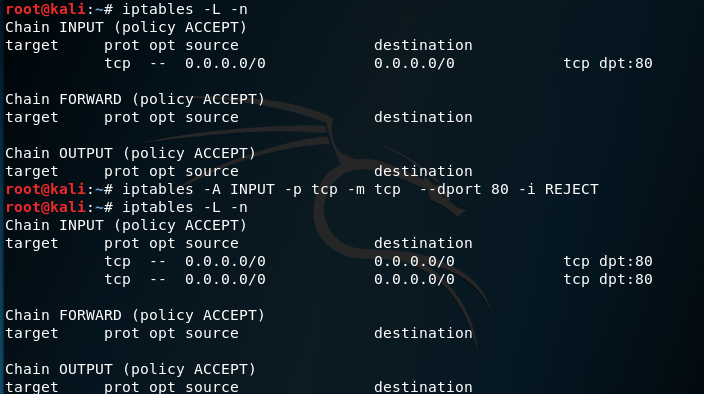 root@kali:~# iptables -L -n
Chain INPUT (policy ACCEPT)
target     prot opt source               destination
           tcp  --  0.0.0.0/0            0.0.0.0/0            tcp dpt:80

Chain FORWARD (policy ACCEPT)
target     prot opt source               destination

Chain OUTPUT (policy ACCEPT)
target     prot opt source               destination
root@kali:~# iptables -A INPUT -p tcp -m tcp  --dport 80 -i REJECT
root@kali:~# iptables -L -n
Chain INPUT (policy ACCEPT)
target     prot opt source               destination
           tcp  --  0.0.0.0/0            0.0.0.0/0            tcp dpt:80
           tcp  --  0.0.0.0/0            0.0.0.0/0            tcp dpt:80

Chain FORWARD (policy ACCEPT)
target     prot opt source               destination

Chain OUTPUT (policy ACCEPT)
target     prot opt source               destination